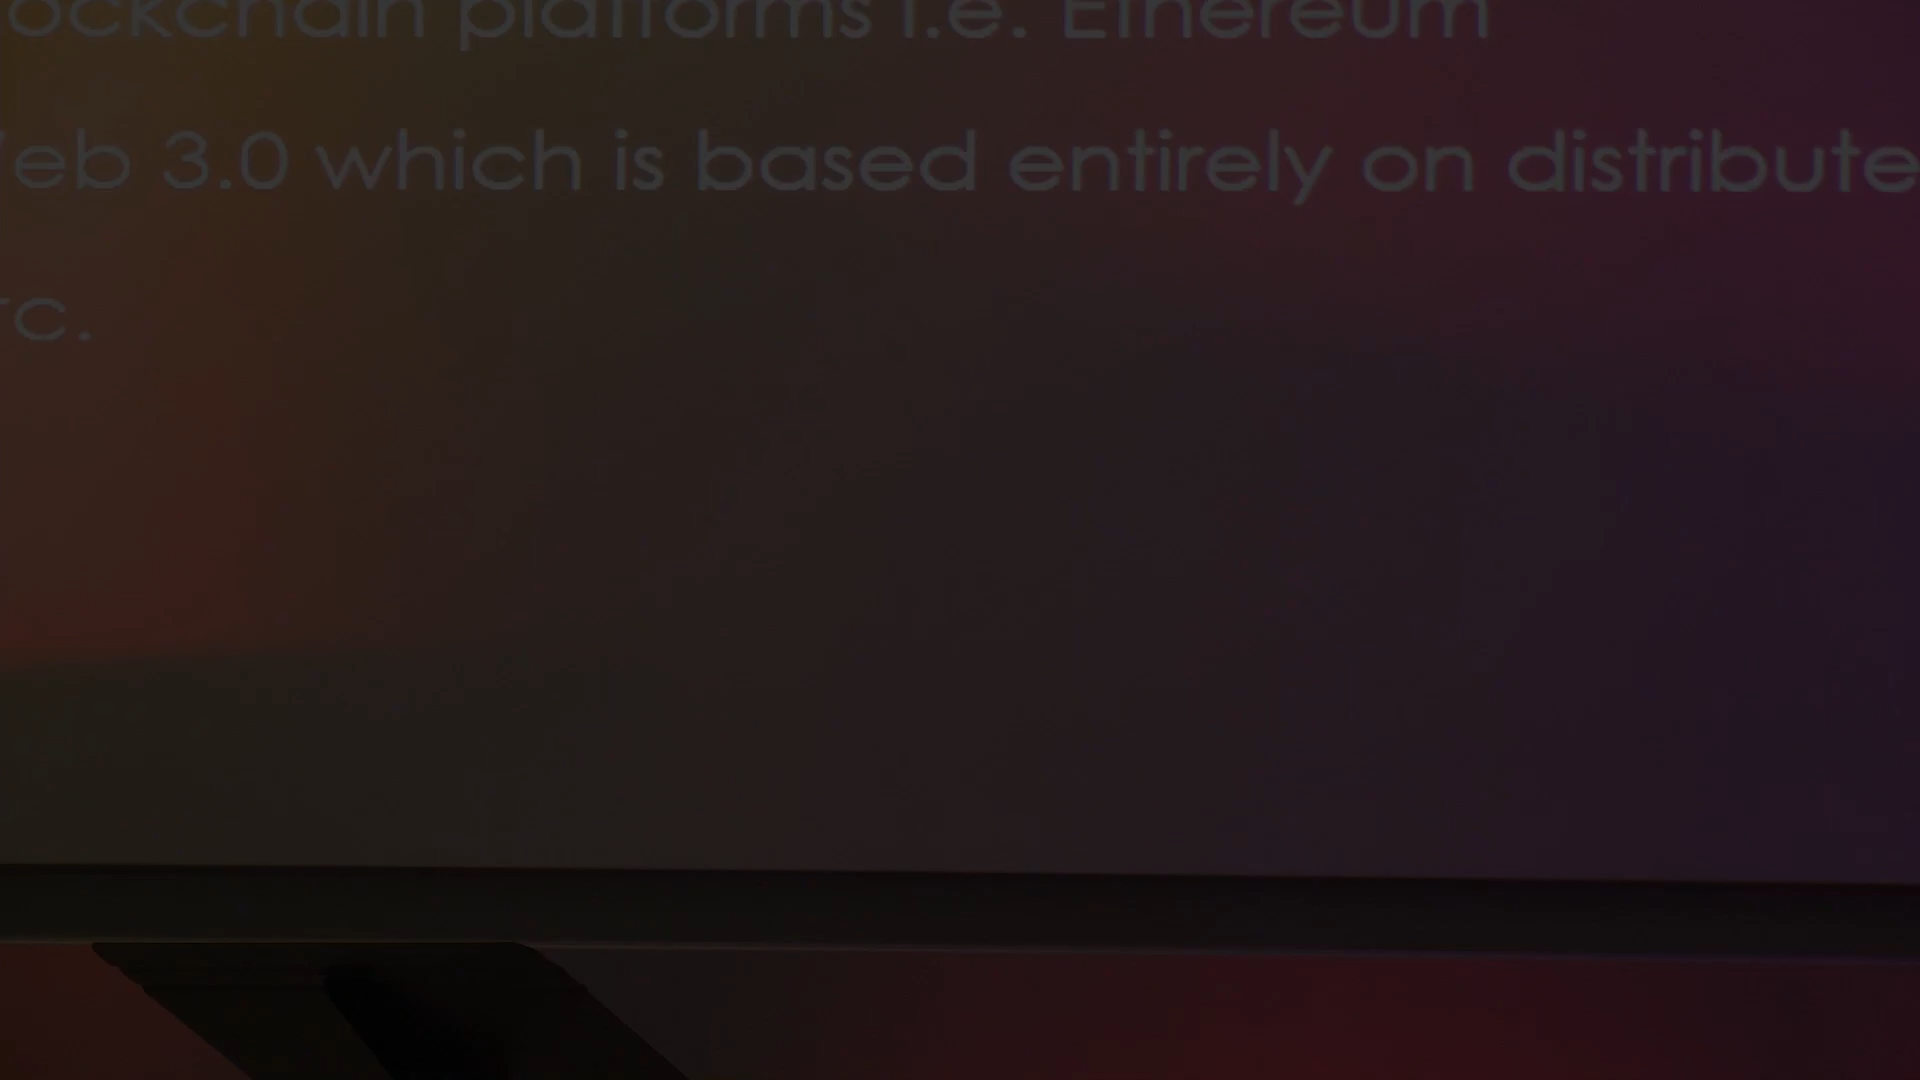 ockchain platforms i.e. Ethereum
eb 3.0 which is based entirely on distribute
c.